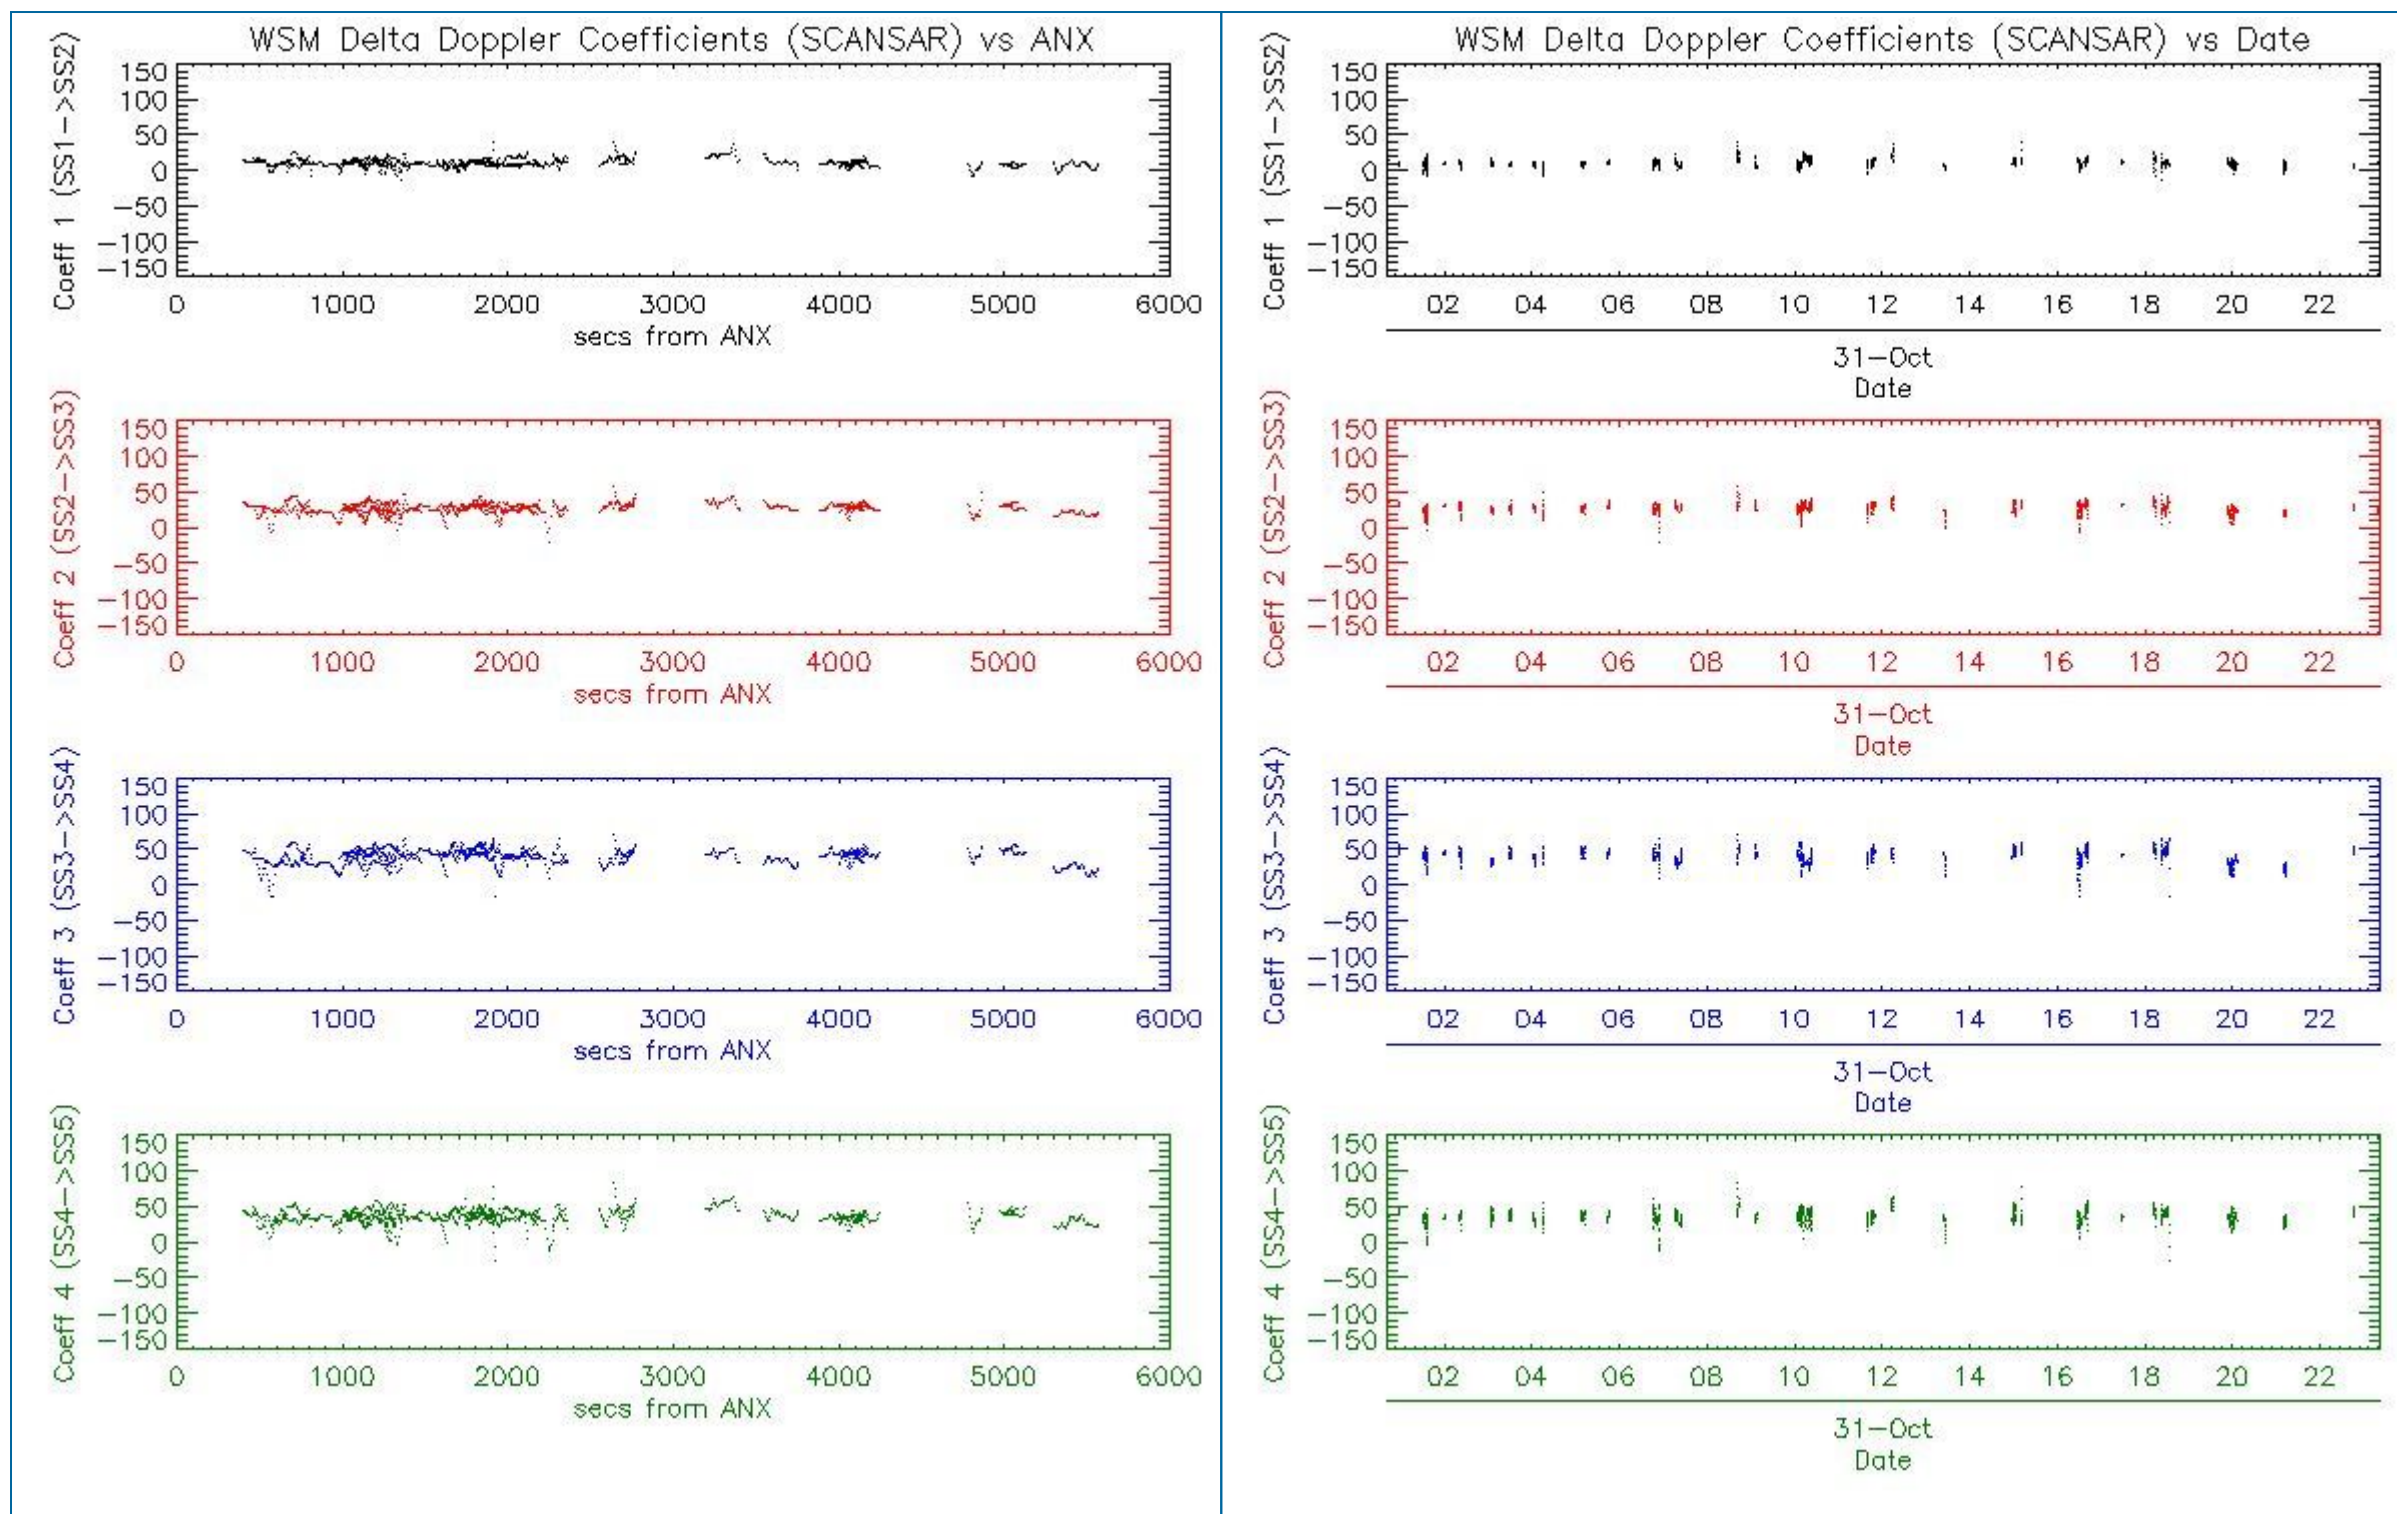 WSM Delta Doppler Coefficients (SCANSAR) vs ANX
Coeff 1 (SS1->SS2)
150
100
50
0
-50
-100
-150
0 1000 2000 3000 4000 5000 6000
secs from ANX
Coeff 2 (SS2->SS3)
150
100
50
0
-50
-100
-150
0 1000 2000 3000 4000 5000 6000
secs from ANX
Coeff 3 (SS3->SS4)
150
100
50
0
-50
-100
-150
0 1000 2000 3000 4000 5000 6000
secs from ANX
Coeff 4 (SS4->SS5)
150
100
50
0
-50
-100
-150
0 1000 2000 3000 4000 5000 6000
secs from ANX
WSM Delta Doppler Coefficients (SCANSAR) vs Date
Coeff 1 (SS1->SS2)
150
100
50
0
-50
-100
-150
02 04 06 08 10 12 14 16 18 20 22
31-Oct
Date
Coeff 2 (SS2->SS3)
150
100
50
0
-50
-100
-150
02 04 06 08 10 12 14 16 18 20 22
31-Oct
Date
Coeff 3 (SS3->SS4)
150
100
50
0
-50
-100
-150
02 04 06 08 10 12 14 16 18 20 22
31-Oct
Date
Coeff 4 (SS4->SS5)
150
100
50
0
-50
-100
-150
02 04 06 08 10 12 14 16 18 20 22
31-Oct
Date